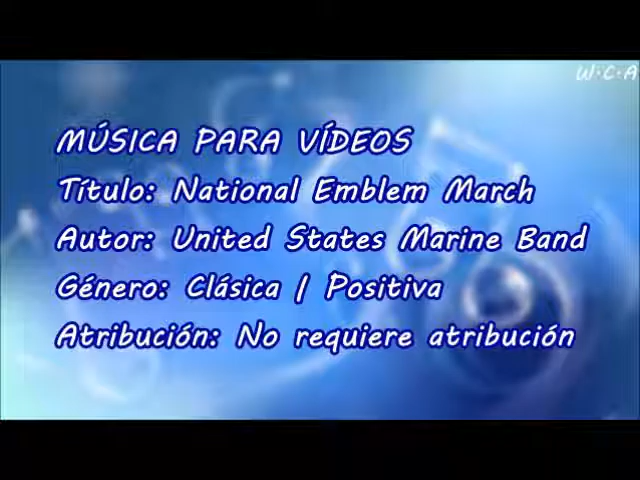 W·C·A
MÚSICA PARA VÍDEOS
Título: National Emblem March
Autor: United States Marine Band
Género: Clásica / Positiva
Atribución: No requiere atribución